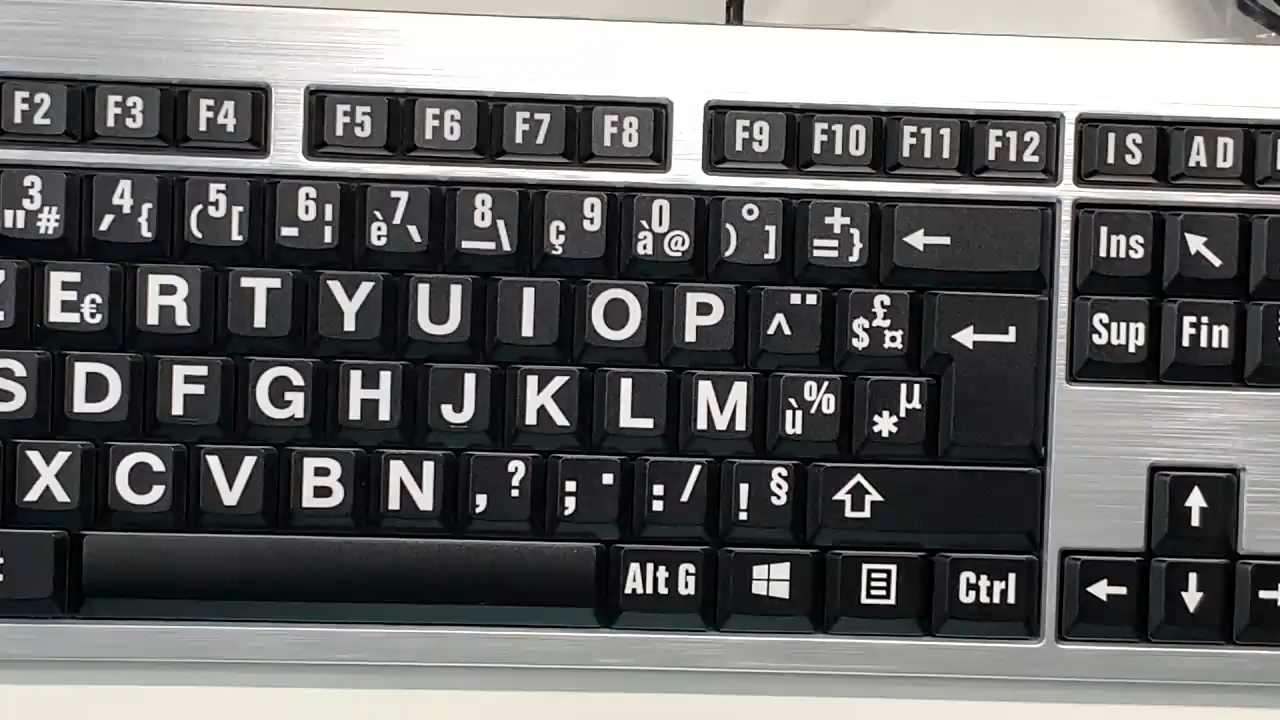 F2 F3 F4 F5 F6 F7 F8 F9 F10 F11 F12 IS AD
3 " # 4 ' { 5 ( [ 6 - ¦ 7 è \ 8 _ \ 9 ç 0 à @ ° ) ] + = } ← Ins ↖
E € R T Y U I O P ¨ ^ £ $ ¤ ↵ Sup Fin
S D F G H J K L M % ù µ *
X C V B N ? , . ; / : § ! ⇧ ↑
Alt G Ctrl ← ↓